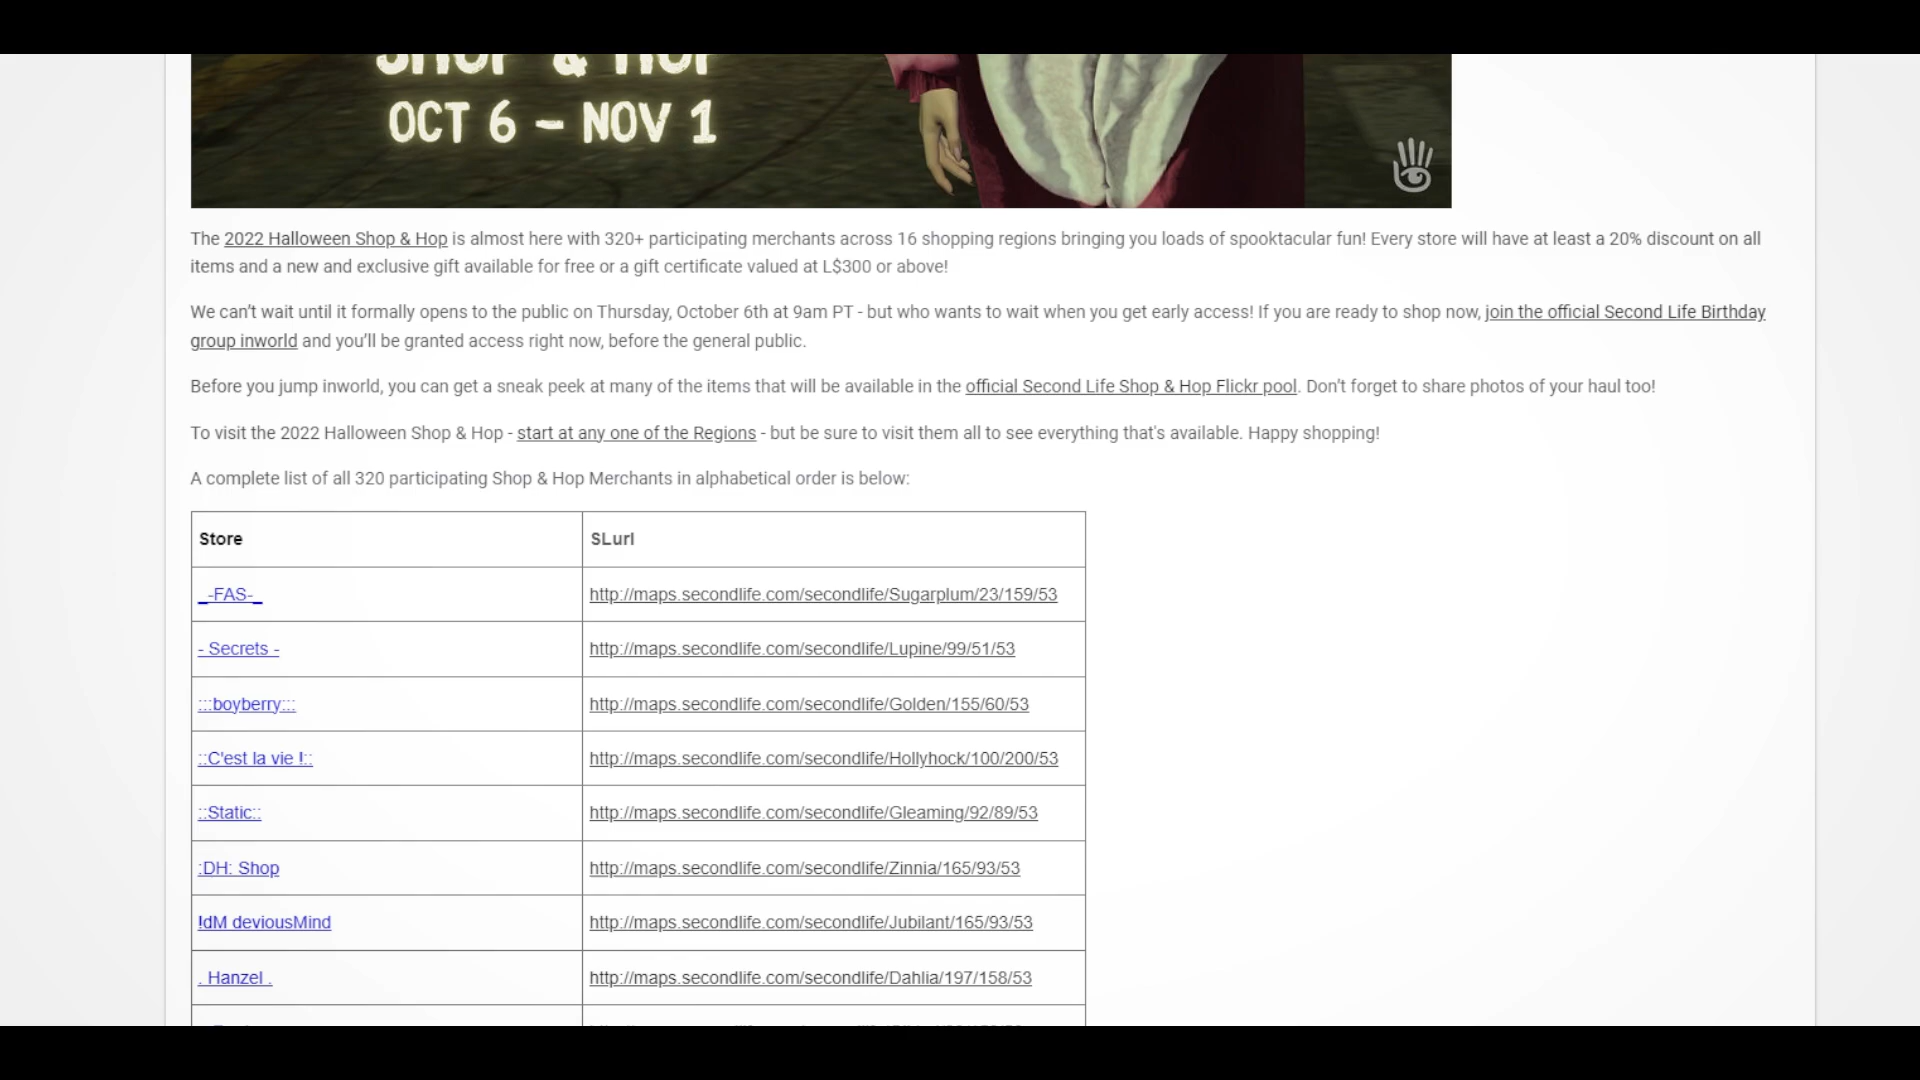 SHOP & HOP
OCT 6 – NOV 1
The 2022 Halloween Shop & Hop is almost here with 320+ participating merchants across 16 shopping regions bringing you loads of spooktacular fun! Every store will have at least a 20% discount on all
items and a new and exclusive gift available for free or a gift certificate valued at L$300 or above!
We can’t wait until it formally opens to the public on Thursday, October 6th at 9am PT - but who wants to wait when you get early access! If you are ready to shop now, join the official Second Life Birthday
group inworld and you’ll be granted access right now, before the general public.
Before you jump inworld, you can get a sneak peek at many of the items that will be available in the official Second Life Shop & Hop Flickr pool. Don’t forget to share photos of your haul too!
To visit the 2022 Halloween Shop & Hop - start at any one of the Regions - but be sure to visit them all to see everything that's available. Happy shopping!
A complete list of all 320 participating Shop & Hop Merchants in alphabetical order is below:
Store SLurl
_-FAS-_ http://maps.secondlife.com/secondlife/Sugarplum/23/159/53
- Secrets - http://maps.secondlife.com/secondlife/Lupine/99/51/53
:::boyberry::: http://maps.secondlife.com/secondlife/Golden/155/60/53
::C'est la vie !:: http://maps.secondlife.com/secondlife/Hollyhock/100/200/53
::Static:: http://maps.secondlife.com/secondlife/Gleaming/92/89/53
:DH: Shop http://maps.secondlife.com/secondlife/Zinnia/165/93/53
!dM deviousMind http://maps.secondlife.com/secondlife/Jubilant/165/93/53
. Hanzel . http://maps.secondlife.com/secondlife/Dahlia/197/158/53